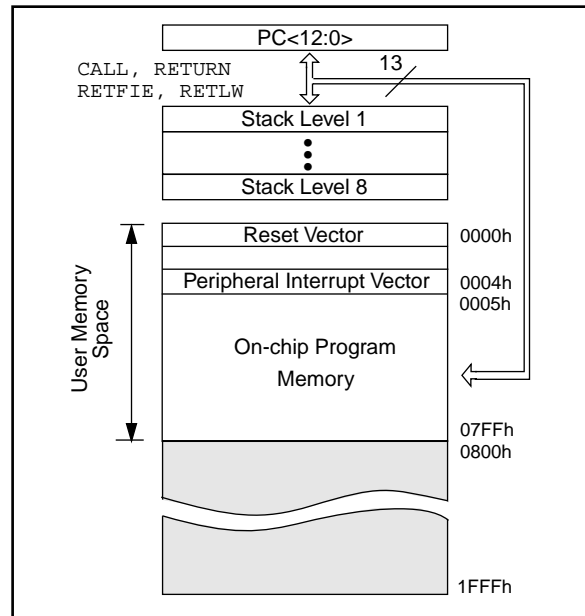 PC<12:0>
CALL, RETURN
RETFIE, RETLW
13
Stack Level 1
Stack Level 8
User Memory
Space
Reset Vector
0000h
Peripheral Interrupt Vector
0004h
0005h
On-chip Program
Memory
07FFh
0800h
1FFFh